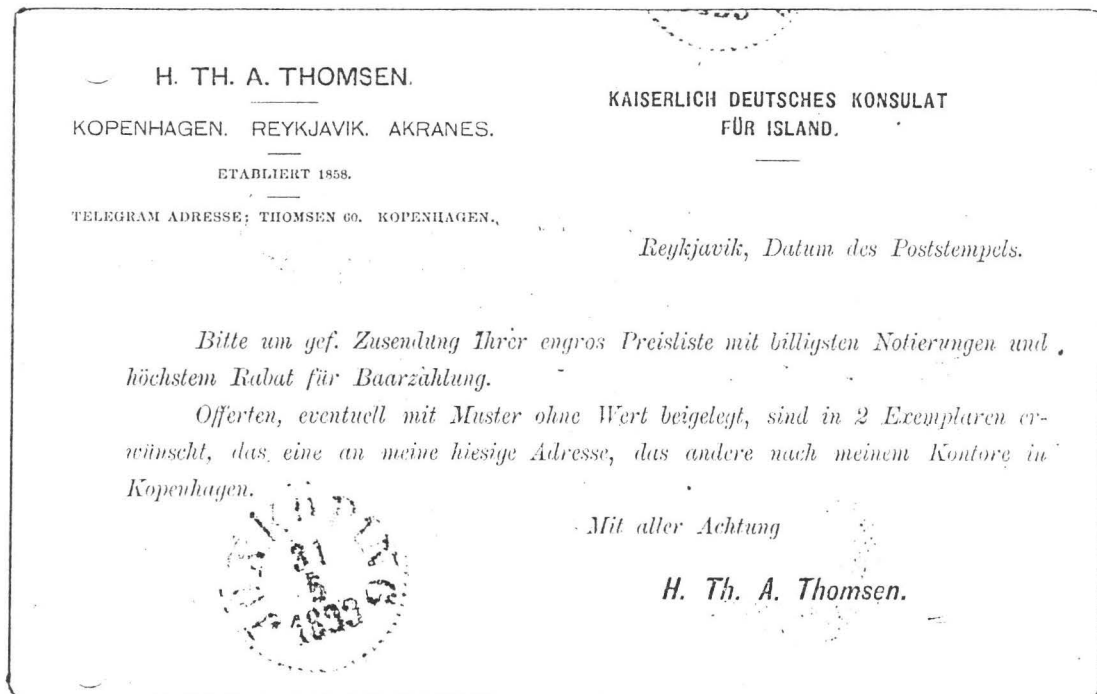 H. TH. A. THOMSEN.
KOPENHAGEN. REYKJAVIK. AKRANES.
ETABLIERT 1858.
TELEGRAM ADRESSE: THOMSEN 60. KOPENHAGEN.
KAISERLICH DEUTSCHES KONSULAT
FÜR ISLAND.
Reykjavik, Datum des Poststempels.
Bitte um gef. Zusendung Ihrer engros Preisliste mit billigsten Notierungen und
höchstem Rabat für Baarzahlung.
Offerten, eventuell mit Muster ohne Wert beigelegt, sind in 2 Exemplaren er-
wünscht, das eine an meine hiesige Adresse, das andere nach meinem Kontore in
Kopenhagen.
Mit aller Achtung
H. Th. A. Thomsen.
31
5